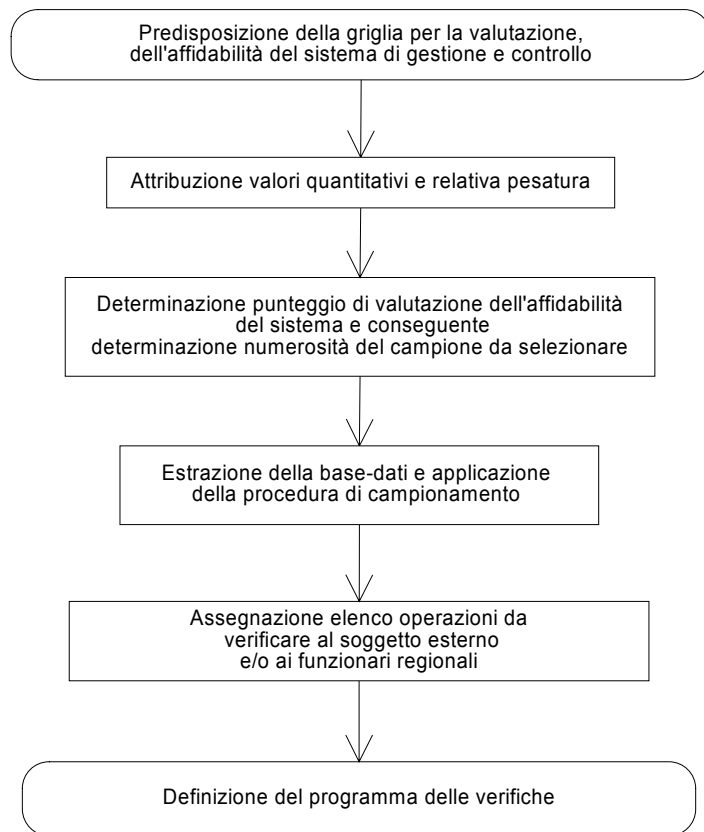 Predisposizione della griglia per la valutazione,
dell'affidabilità del sistema di gestione e controllo
Attribuzione valori quantitativi e relativa pesatura
Determinazione punteggio di valutazione dell'affidabilità
del sistema e conseguente
determinazione numerosità del campione da selezionare
Estrazione della base-dati e applicazione
della procedura di campionamento
Assegnazione elenco operazioni da
verificare al soggetto esterno
e/o ai funzionari regionali
Definizione del programma delle verifiche